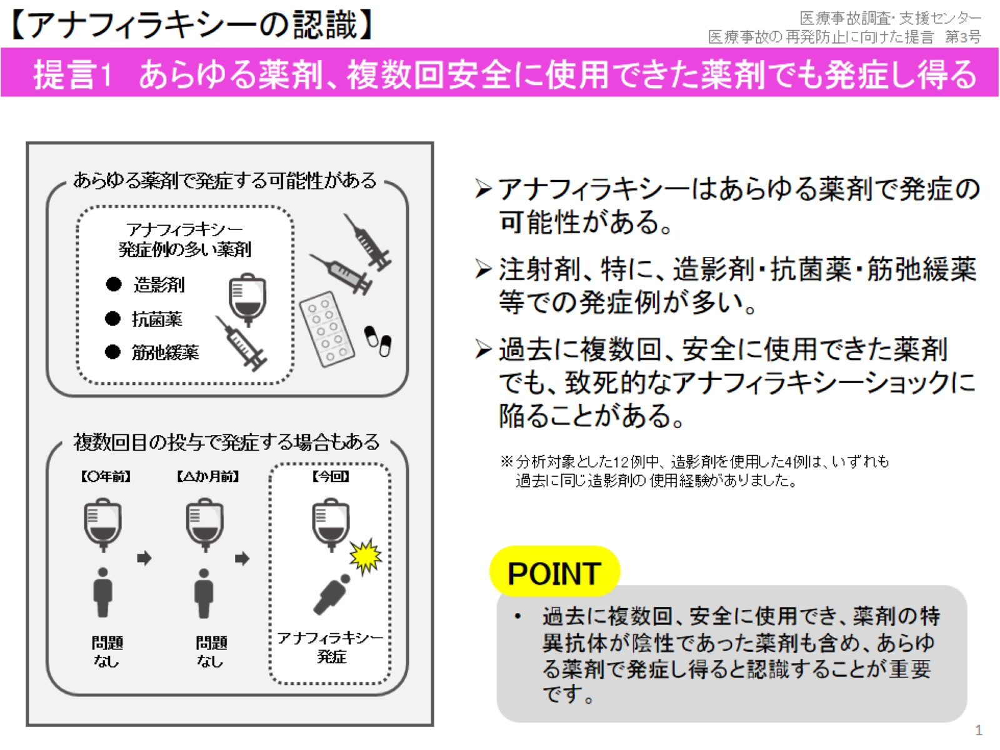 【アナフィラキシーの認識】
医療事故調査・支援センター
医療事故の再発防止に向けた提言　第3号
提言1　あらゆる薬剤、複数回安全に使用できた薬剤でも発症し得る
あらゆる薬剤で発症する可能性がある
アナフィラキシー
発症例の多い薬剤
● 造影剤
● 抗菌薬
● 筋弛緩薬
複数回目の投与で発症する場合もある
【〇年前】
【△か月前】
【今回】
問題
なし
問題
なし
アナフィラキシー
発症
➢アナフィラキシーはあらゆる薬剤で発症の
可能性がある。
➢注射剤、特に、造影剤・抗菌薬・筋弛緩薬
等での発症例が多い。
➢過去に複数回、安全に使用できた薬剤
でも、致死的なアナフィラキシーショックに
陥ることがある。
※分析対象とした12例中、造影剤を使用した4例は、いずれも
過去に同じ造影剤の使用経験がありました。
POINT
• 過去に複数回、安全に使用でき、薬剤の特
異抗体が陰性であった薬剤も含め、あらゆ
る薬剤で発症し得ると認識することが重要
です。
1